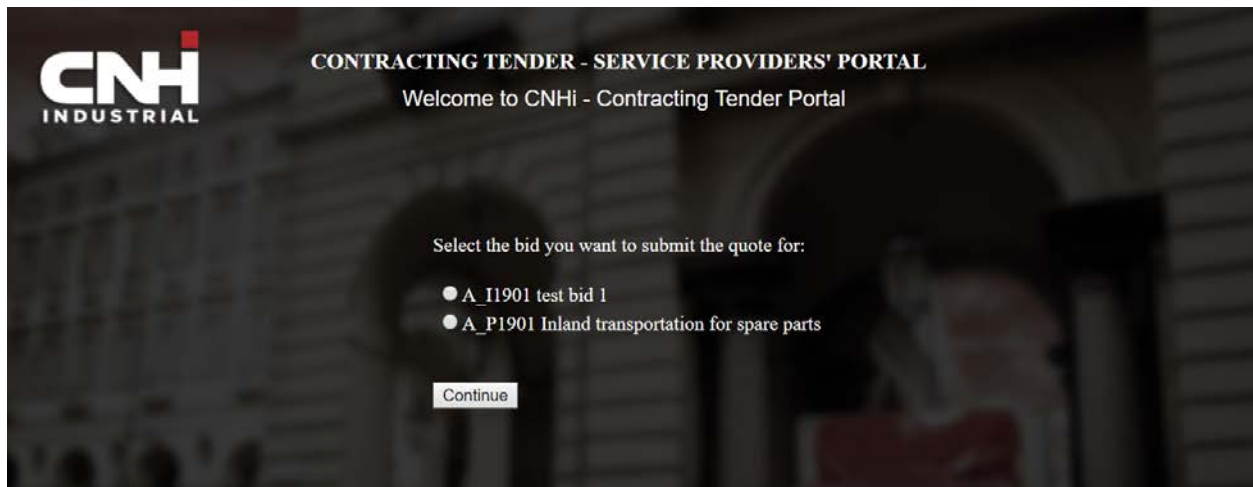 CNHi
INDUSTRIAL
CONTRACTING TENDER - SERVICE PROVIDERS' PORTAL
Welcome to CNHi - Contracting Tender Portal
Select the bid you want to submit the quote for:
A_I1901 test bid 1
A_P1901 Inland transportation for spare parts
Continue